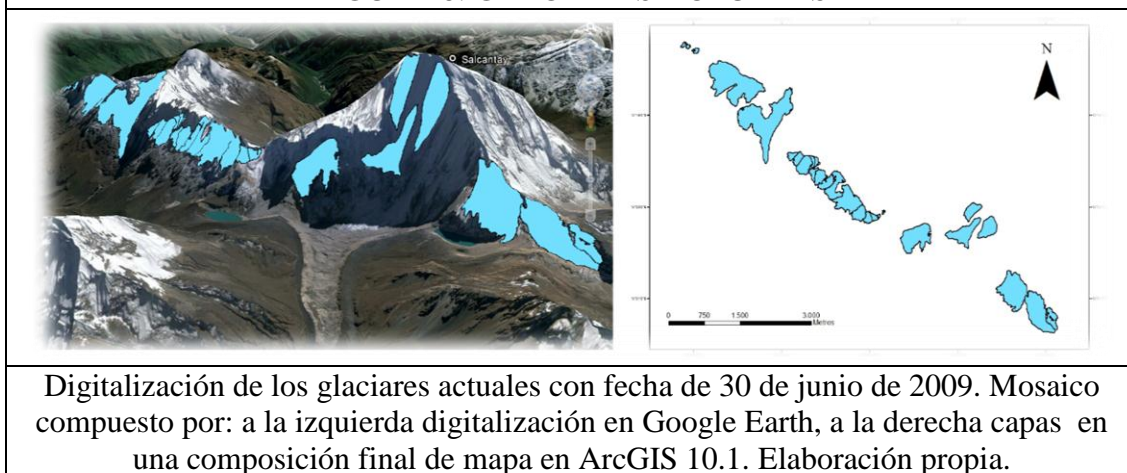 Salcantay
N
0 750 1.500 3.000
Metres
Digitalización de los glaciares actuales con fecha de 30 de junio de 2009. Mosaico
compuesto por: a la izquierda digitalización en Google Earth, a la derecha capas en
una composición final de mapa en ArcGIS 10.1. Elaboración propia.